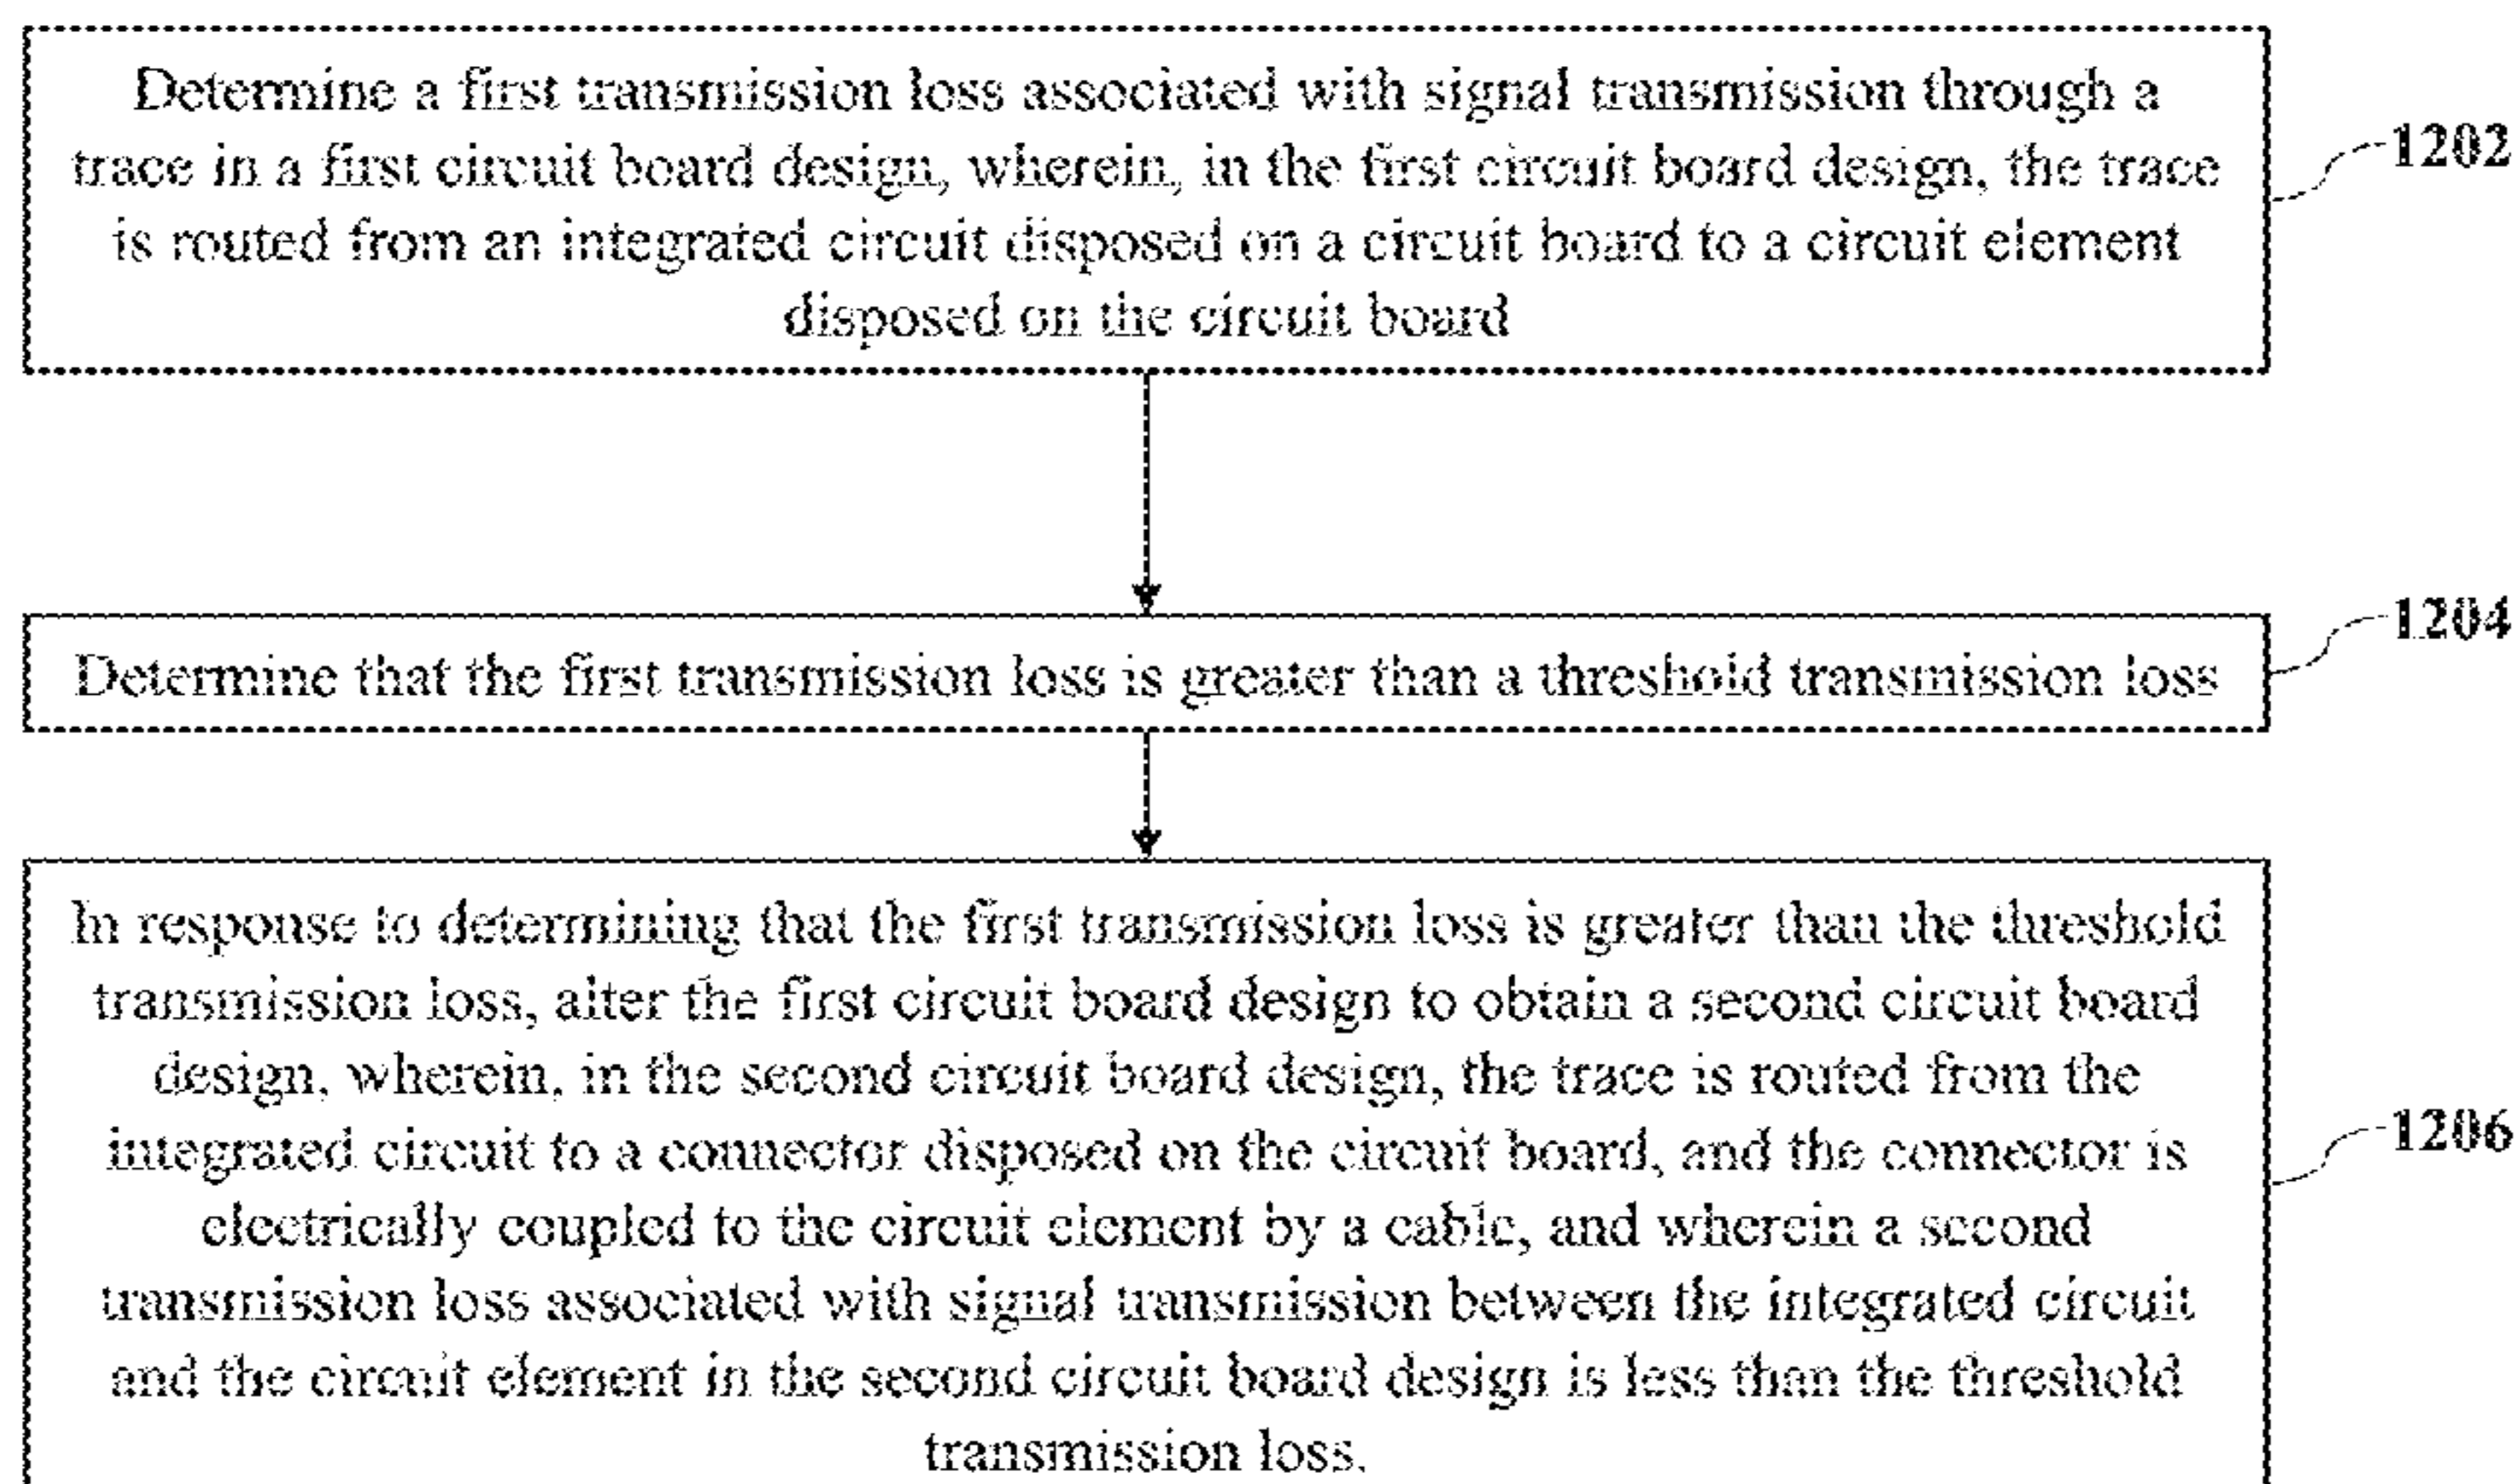 Determine a first transmission loss associated with signal transmission through a
trace in a first circuit board design, wherein, in the first circuit board design, the trace
is routed from an integrated circuit disposed on a circuit board to a circuit element
disposed on the circuit board
1202
Determine that the first transmission loss is greater than a threshold transmission loss
1204
In response to determining that the first transmission loss is greater than the threshold
transmission loss, alter the first circuit board design to obtain a second circuit board
design, wherein, in the second circuit board design, the trace is routed from the
integrated circuit to a connector disposed on the circuit board, and the connector is
electrically coupled to the circuit element by a cable, and wherein a second
transmission loss associated with signal transmission between the integrated circuit
and the circuit element in the second circuit board design is less than the threshold
transmission loss.
1206